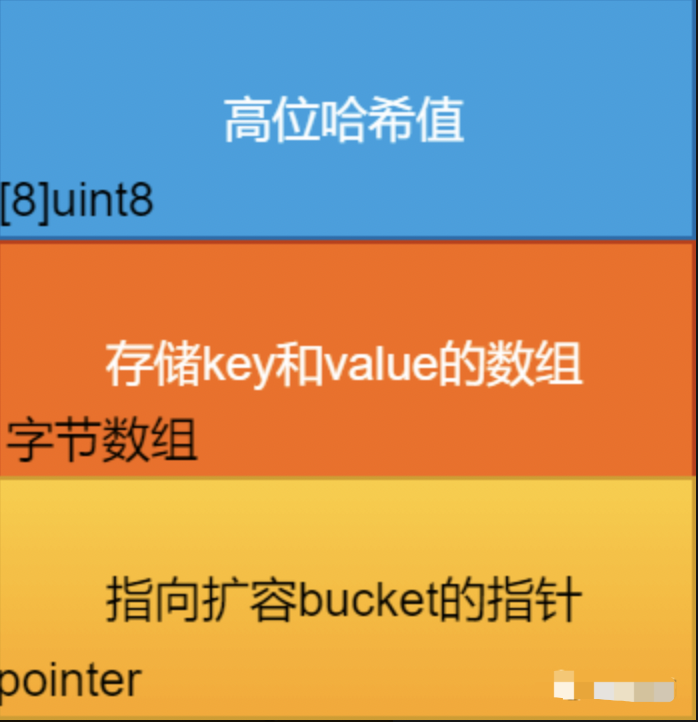 高位哈希值
[8]uint8
存储key和value的数组
字节数组
指向扩容bucket的指针
pointer